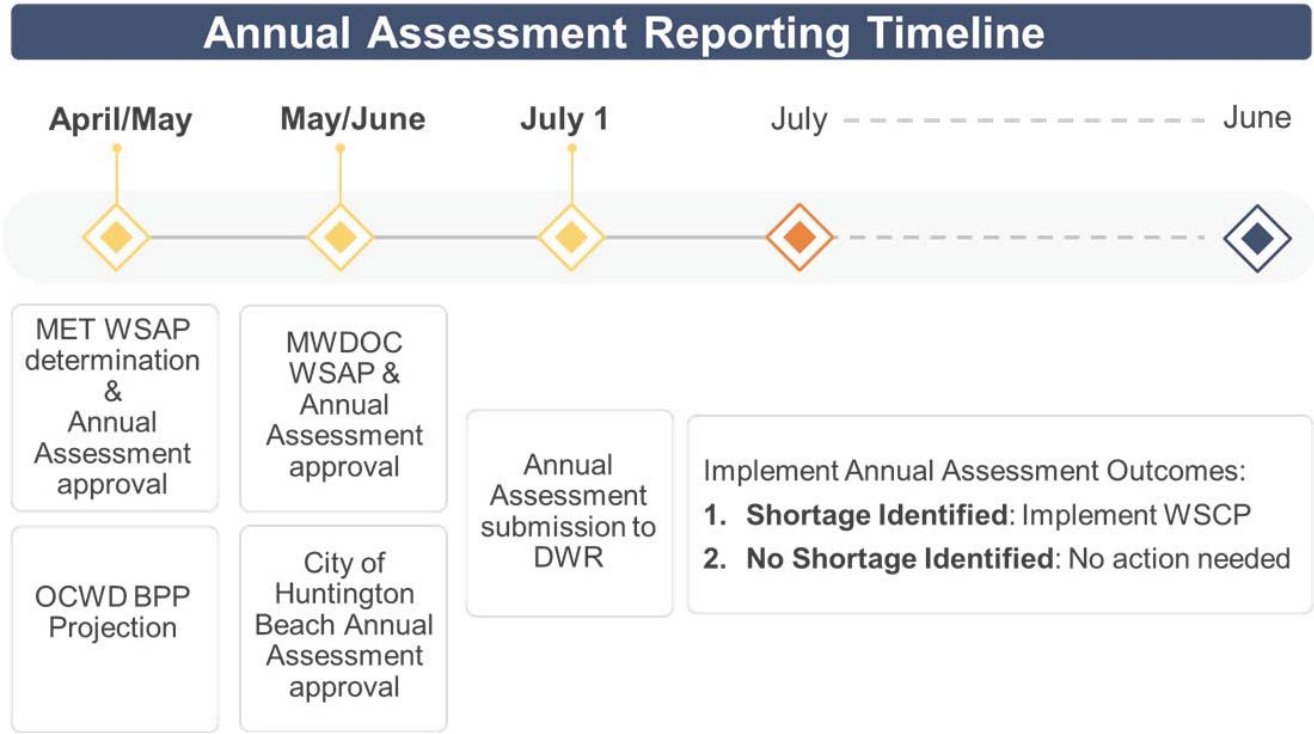 Annual Assessment Reporting Timeline
April/May
May/June
July 1
July
June
MET WSAP
determination
&
Annual
Assessment
approval
OCWD BPP
Projection
MWDOC
WSAP &
Annual
Assessment
approval
City of
Huntington
Beach Annual
Assessment
approval
Annual
Assessment
submission to
DWR
Implement Annual Assessment Outcomes:
1. Shortage Identified: Implement WSCP
2. No Shortage Identified: No action needed